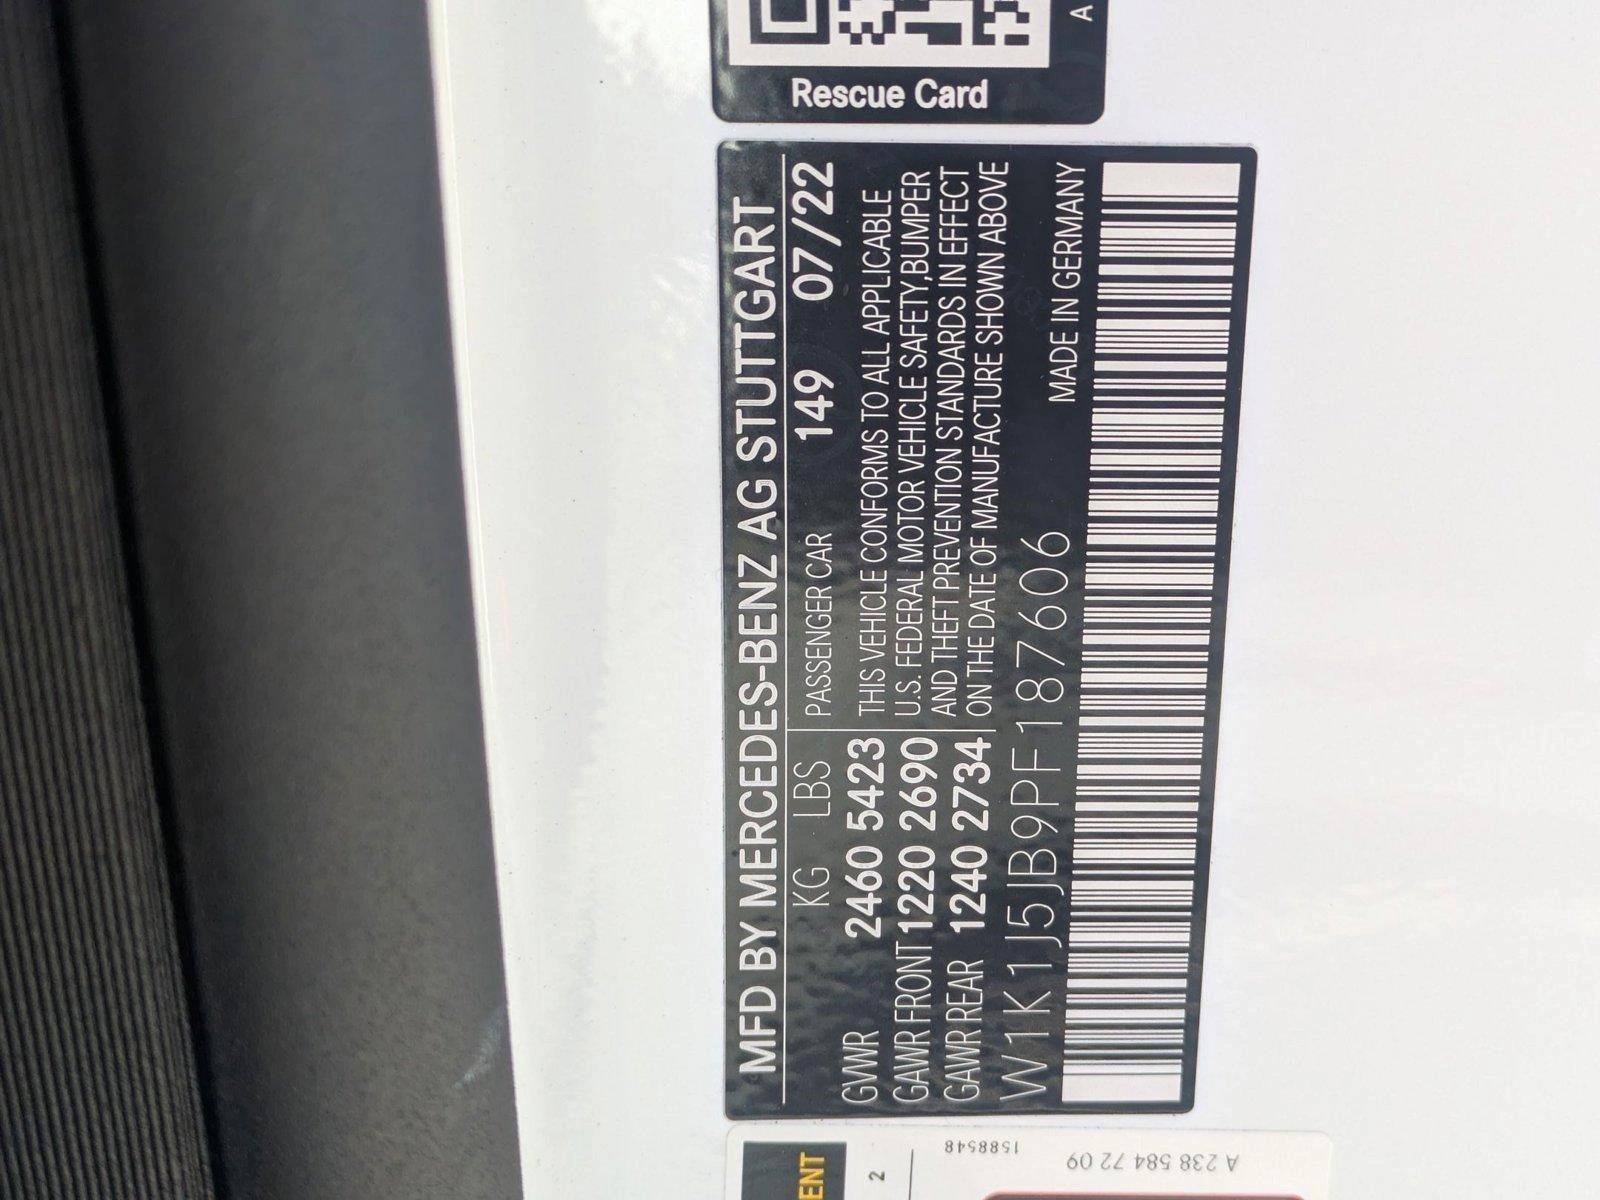 Rescue Card
A
MFD BY MERCEDES-BENZ AG STUTTGART
KG LBS PASSENGER CAR 149 07/22
GVWR 2460 5423 THIS VEHICLE CONFORMS TO ALL APPLICABLE
GAWR FRONT 1220 2690 U.S. FEDERAL MOTOR VEHICLE SAFETY,BUMPER
GAWR REAR 1240 2734 AND THEFT PREVENTION STANDARDS IN EFFECT
ON THE DATE OF MANUFACTURE SHOWN ABOVE
W1K1J5JB9PF187606
MADE IN GERMANY
ENT
2
1588548
A 238 584 72 09